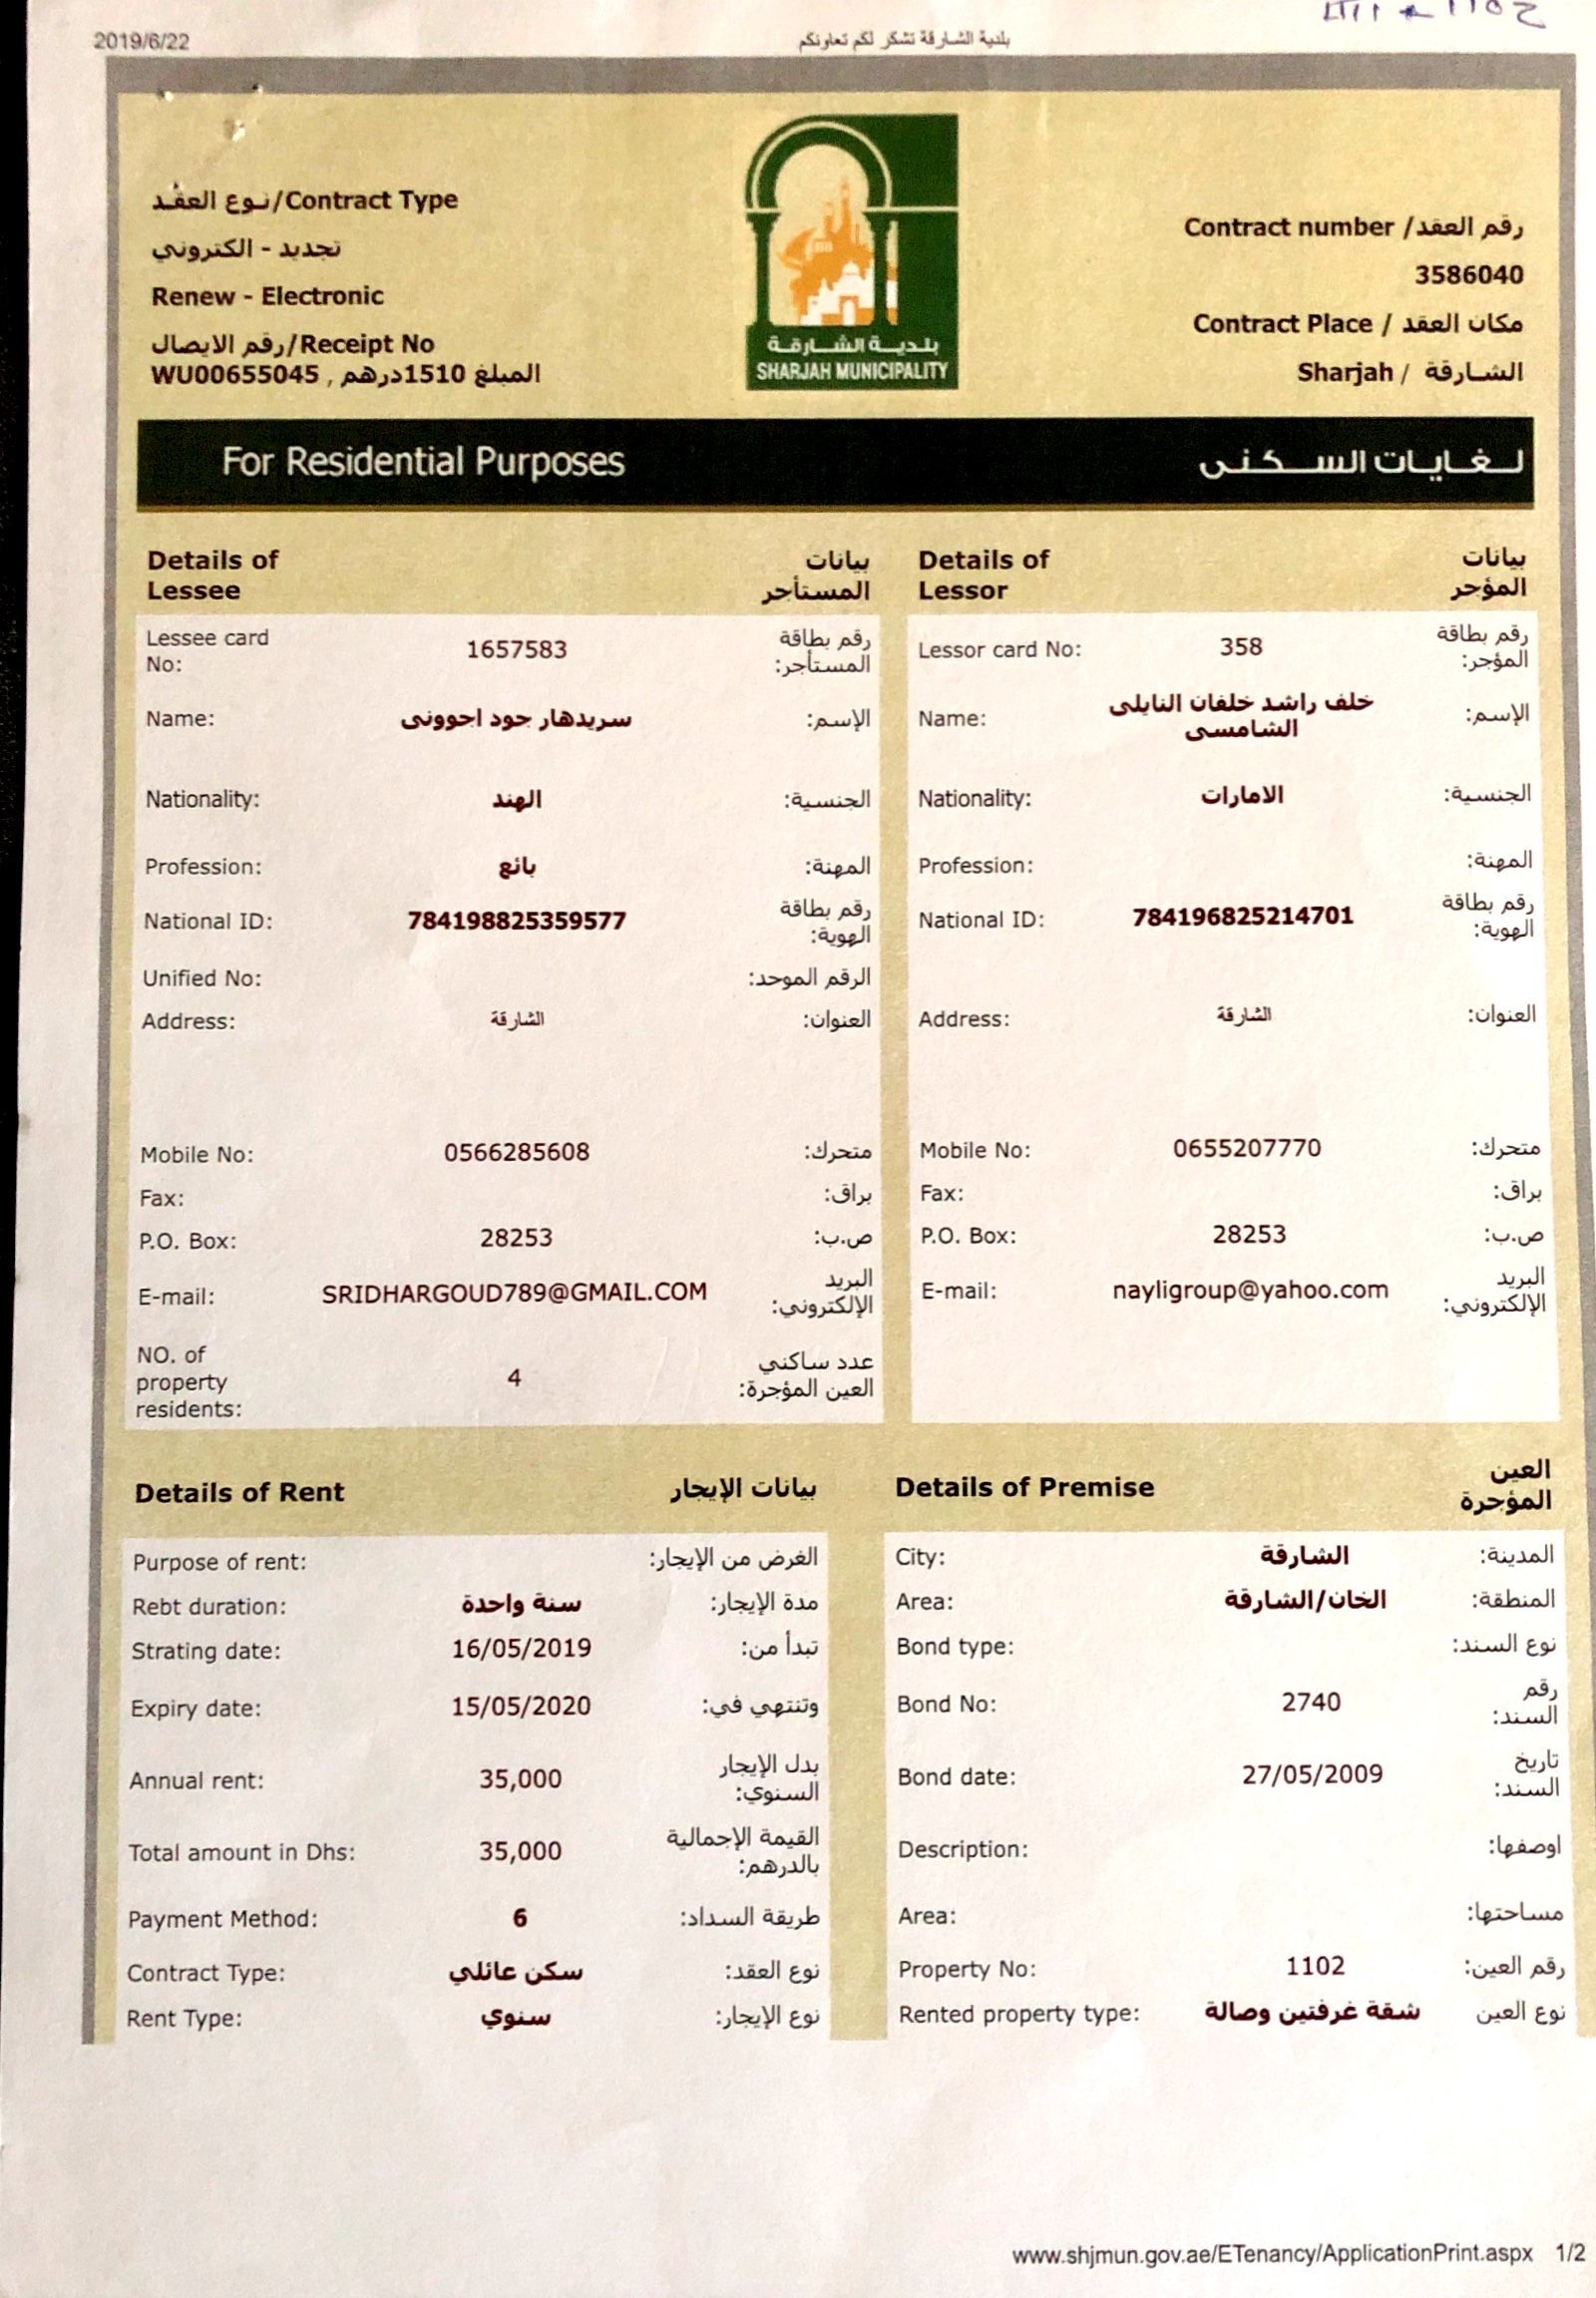 2019/6/22 بلدية الشارقة تشكر لكم تعاونكم
Contract Type/نوع العقد
تجديد - الكتروني
Renew - Electronic
Receipt No/رقم الايصال
WU00655045 , المبلغ 1510درهم
بلدية الشارقة
SHARJAH MUNICIPALITY
Contract number /رقم العقد
3586040
Contract Place / مكان العقد
Sharjah / الشارقة
For Residential Purposes لغايات السكنى
Details of Lessee بيانات المستأجر
Lessee card No: 1657583 رقم بطاقة المستأجر:
Name: سريدهار جود اجوونى الإسم:
Nationality: الهند الجنسية:
Profession: بائع المهنة:
National ID: 784198825359577 رقم بطاقة الهوية:
Unified No: الرقم الموحد:
Address: الشارقة العنوان:
Mobile No: 0566285608 متحرك:
Fax: براق:
P.O. Box: 28253 ص.ب:
E-mail: SRIDHARGOUD789@GMAIL.COM البريد الإلكتروني:
NO. of property residents: 4 عدد ساكني العين المؤجرة:
Details of Lessor بيانات المؤجر
Lessor card No: 358 رقم بطاقة المؤجر:
Name: خلف راشد خلفان النايلى الشامسى الإسم:
Nationality: الامارات الجنسية:
Profession: المهنة:
National ID: 784196825214701 رقم بطاقة الهوية:
Address: الشارقة العنوان:
Mobile No: 0655207770 متحرك:
Fax: براق:
P.O. Box: 28253 ص.ب:
E-mail: nayligroup@yahoo.com البريد الإلكتروني:
Details of Rent بيانات الإيجار
Purpose of rent: الغرض من الإيجار:
Rebt duration: سنة واحدة مدة الإيجار:
Strating date: 16/05/2019 تبدأ من:
Expiry date: 15/05/2020 وتنتهي في:
Annual rent: 35,000 بدل الإيجار السنوي:
Total amount in Dhs: 35,000 القيمة الإجمالية بالدرهم:
Payment Method: 6 طريقة السداد:
Contract Type: سكن عائلي نوع العقد:
Rent Type: سنوي نوع الإيجار:
Details of Premise العين المؤجرة
City: الشارقة المدينة:
Area: الخان/الشارقة المنطقة:
Bond type: نوع السند:
Bond No: 2740 رقم السند:
Bond date: 27/05/2009 تاريخ السند:
Description: اوصفها:
Area: مساحتها:
Property No: 1102 رقم العين:
Rented property type: شقة غرفتين وصالة نوع العين
www.shjmun.gov.ae/ETenancy/ApplicationPrint.aspx 1/2